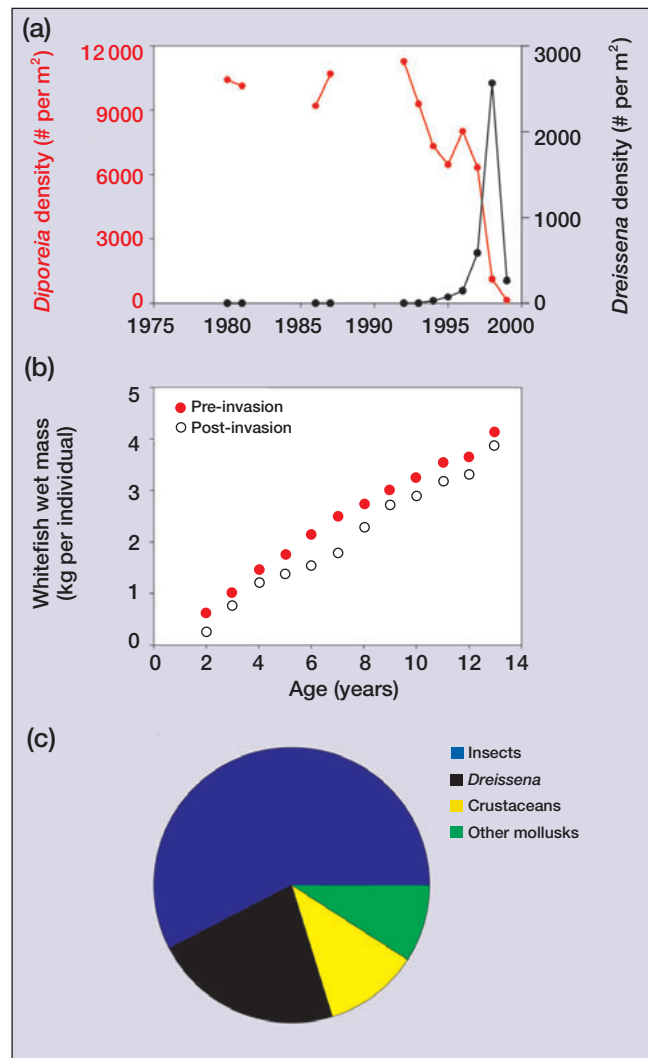 (a)
12 000
9000
6000
3000
0
Diporeia density (# per m²)
3000
2000
1000
0
Dreissena density (# per m²)
1975 1980 1985 1990 1995 2000
(b)
5
4
3
2
1
0
Whitefish wet mass
(kg per individual)
Pre-invasion
Post-invasion
0 2 4 6 8 10 12 14
Age (years)
(c)
Insects
Dreissena
Crustaceans
Other mollusks